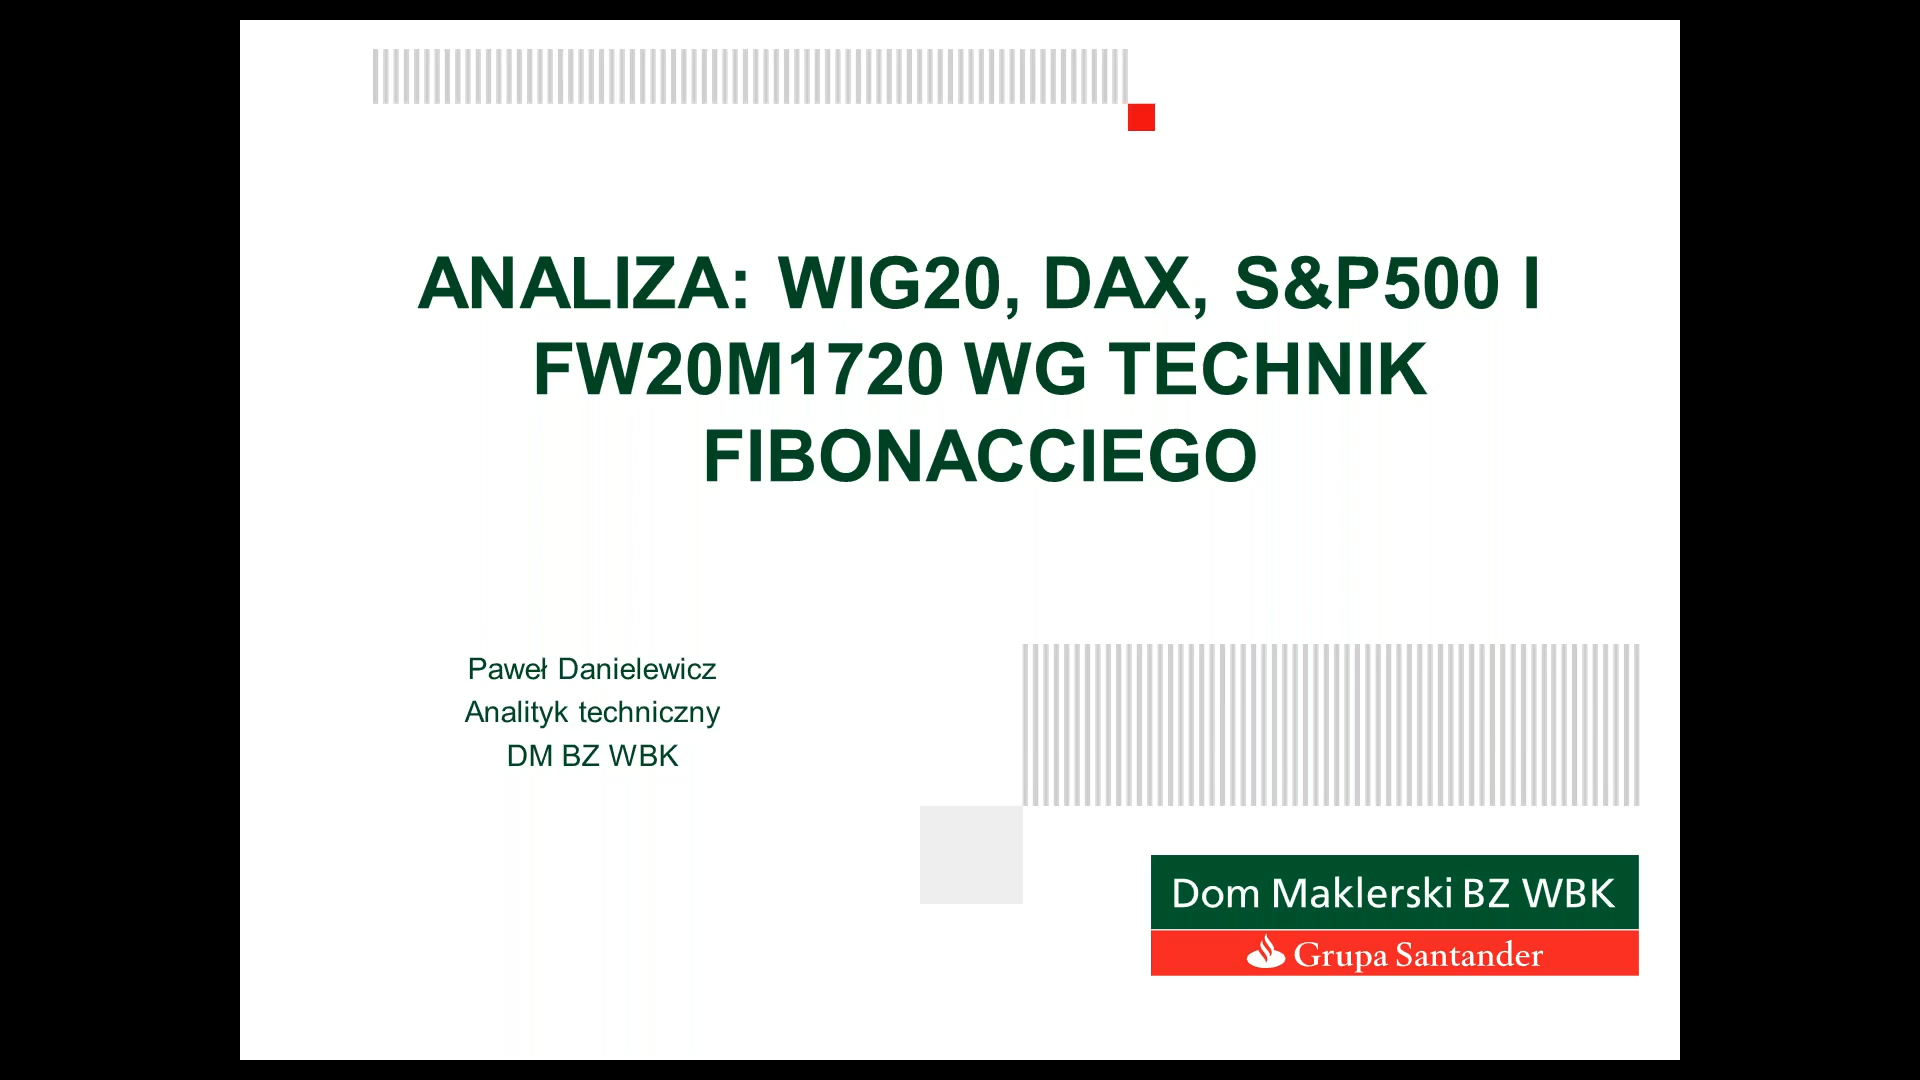 ANALIZA: WIG20, DAX, S&P500 I
FW20M1720 WG TECHNIK
FIBONACCIEGO
Paweł Danielewicz
Analityk techniczny
DM BZ WBK
Dom Maklerski BZ WBK
Grupa Santander